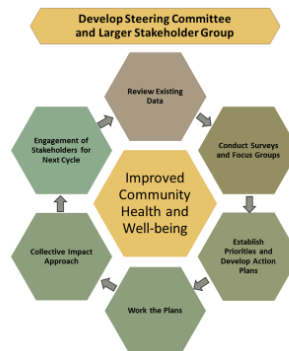 Develop Steering Committee
and Larger Stakeholder Group
Review Existing
Data
Conduct Surveys
and Focus Groups
Establish
Priorities and
Develop Action
Plans
Work the Plans
Collective Impact
Approach
Engagement of
Stakeholders for
Next Cycle
Improved
Community
Health and
Well-being